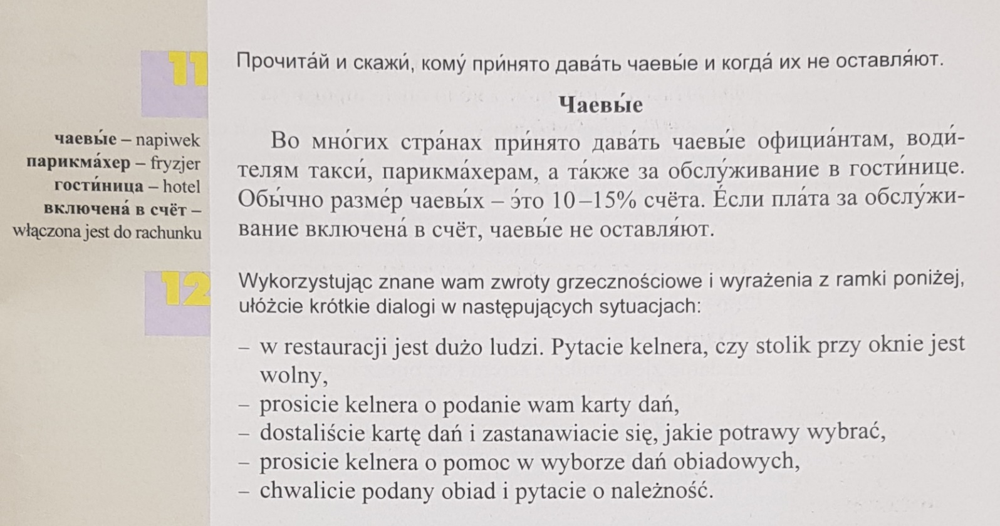 11
Прочита́й и скажи́, кому́ при́нято дава́ть чаевы́е и когда́ их не оставля́ют.
Чаевы́е
Во мно́гих стра́нах при́нято дава́ть чаевы́е официа́нтам, води́-
телям такси́, парикма́херам, а та́кже за обслу́живание в гости́нице.
Обы́чно разме́р чаевы́х – э́то 10–15% счёта. Е́сли пла́та за обслу́жи-
вание включена́ в счёт, чаевы́е не оставля́ют.
чаевы́е – napiwek
парикма́хер – fryzjer
гости́ница – hotel
включена́ в счёт –
włączona jest do rachunku
12
Wykorzystując znane wam zwroty grzecznościowe i wyrażenia z ramki poniżej,
ułóżcie krótkie dialogi w następujących sytuacjach:
– w restauracji jest dużo ludzi. Pytacie kelnera, czy stolik przy oknie jest
wolny,
– prosicie kelnera o podanie wam karty dań,
– dostaliście kartę dań i zastanawiacie się, jakie potrawy wybrać,
– prosicie kelnera o pomoc w wyborze dań obiadowych,
– chwalicie podany obiad i pytacie o należność.